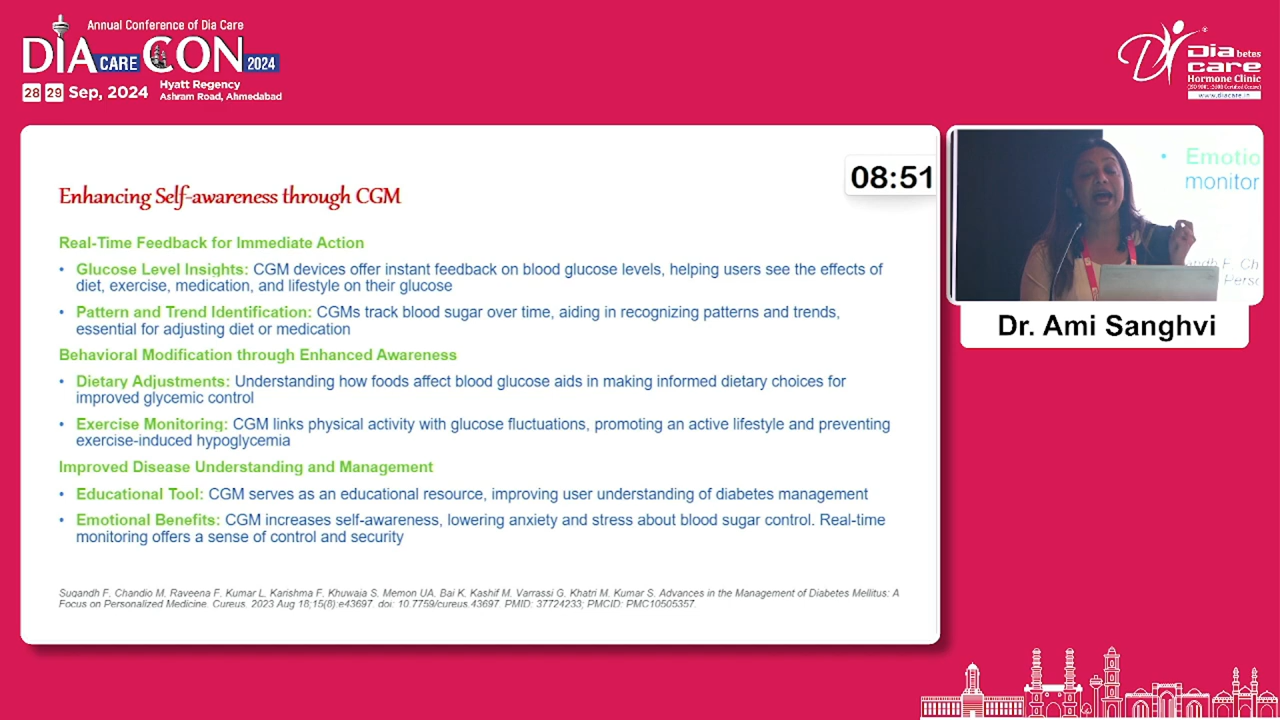 Annual Conference of Dia Care
DIA CARE CON 2024
28 29 Sep, 2024
Hyatt Regency
Ashram Road, Ahmedabad
Diabetes
care
Hormone Clinic
(ISO 9001:2008 Certified Centre)
www.diacare.in
08:51
Enhancing Self-awareness through CGM
Real-Time Feedback for Immediate Action
• Glucose Level Insights: CGM devices offer instant feedback on blood glucose levels, helping users see the effects of
diet, exercise, medication, and lifestyle on their glucose
• Pattern and Trend Identification: CGMs track blood sugar over time, aiding in recognizing patterns and trends,
essential for adjusting diet or medication
Behavioral Modification through Enhanced Awareness
• Dietary Adjustments: Understanding how foods affect blood glucose aids in making informed dietary choices for
improved glycemic control
• Exercise Monitoring: CGM links physical activity with glucose fluctuations, promoting an active lifestyle and preventing
exercise-induced hypoglycemia
Improved Disease Understanding and Management
• Educational Tool: CGM serves as an educational resource, improving user understanding of diabetes management
• Emotional Benefits: CGM increases self-awareness, lowering anxiety and stress about blood sugar control. Real-time
monitoring offers a sense of control and security
Sugandh F, Chandio M, Raveena F, Kumar L, Karishma F, Khuwaja S, Memon UA, Bai K, Kashif M, Varrassi G, Khatri M, Kumar S. Advances in the Management of Diabetes Mellitus: A
Focus on Personalized Medicine. Cureus. 2023 Aug 18;15(8):e43697. doi: 10.7759/cureus.43697. PMID: 37724233; PMCID: PMC10505357.
• Emotio
monitor
ndh F, Ch
Perso
Dr. Ami Sanghvi